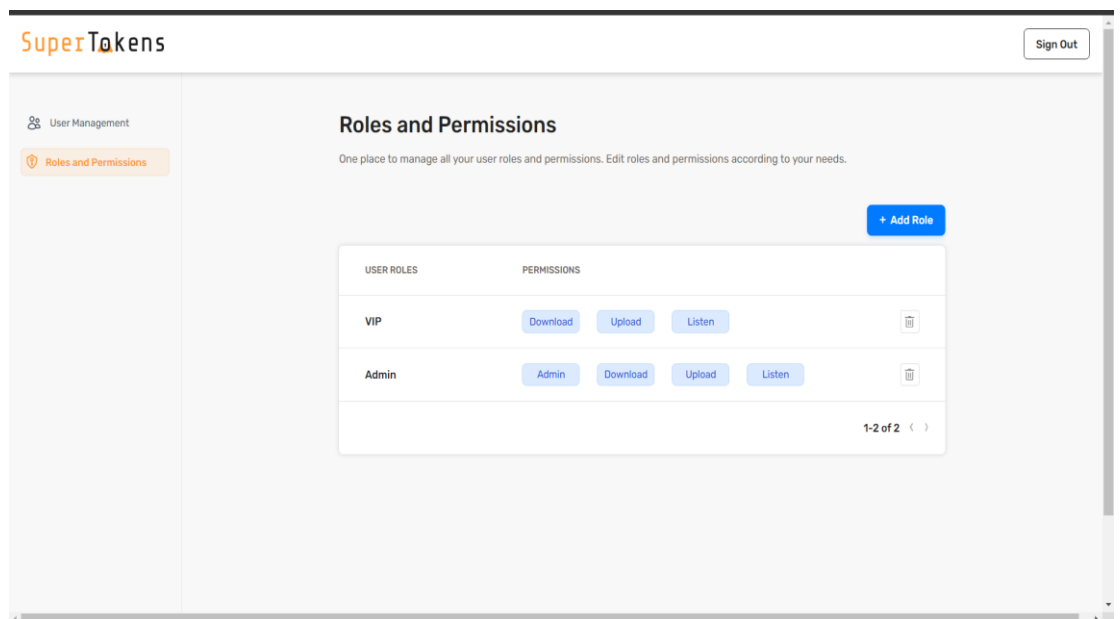 SuperTokens
Sign Out
User Management
Roles and Permissions
Roles and Permissions
One place to manage all your user roles and permissions. Edit roles and permissions according to your needs.
+ Add Role
USER ROLES PERMISSIONS
VIP Download Upload Listen
Admin Admin Download Upload Listen
1-2 of 2